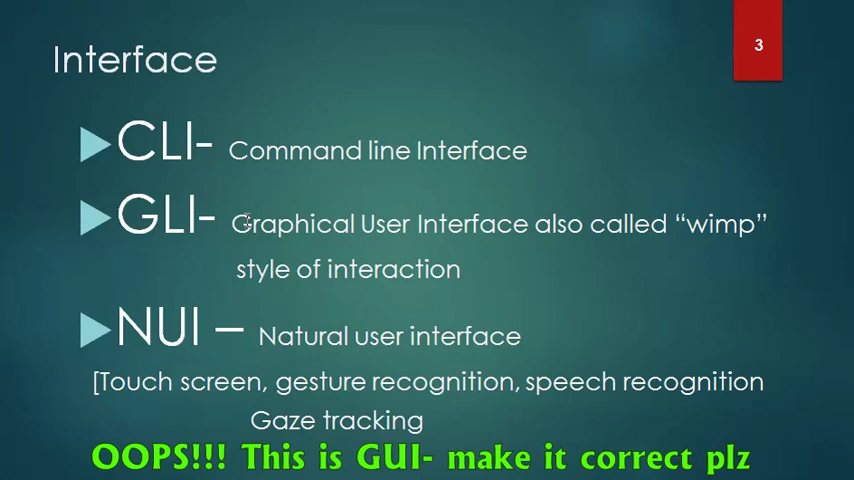 3
Interface
CLI- Command line Interface
GLI- Graphical User Interface also called “wimp”
style of interaction
NUI – Natural user interface
[Touch screen, gesture recognition, speech recognition
Gaze tracking
OOPS!!! This is GUI- make it correct plz